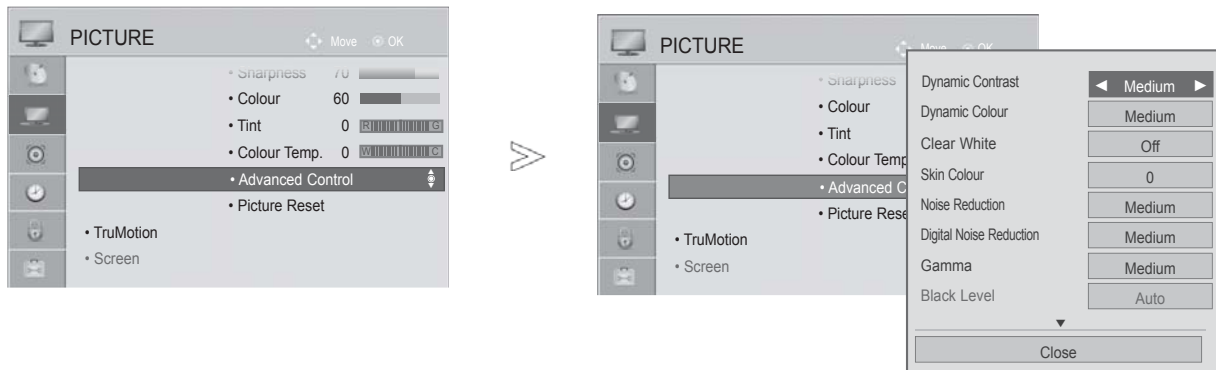 PICTURE
Move OK
• Sharpness 70
• Colour 60
• Tint 0 R G
• Colour Temp. 0 W C
• Advanced Control
• Picture Reset
• TruMotion
• Screen
PICTURE
Move OK
• Sharpness
• Colour
• Tint
• Colour Temp
• Advanced C
• Picture Rese
• TruMotion
• Screen
Dynamic Contrast ◄ Medium ►
Dynamic Colour Medium
Clear White Off
Skin Colour 0
Noise Reduction Medium
Digital Noise Reduction Medium
Gamma Medium
Black Level Auto
▼
Close